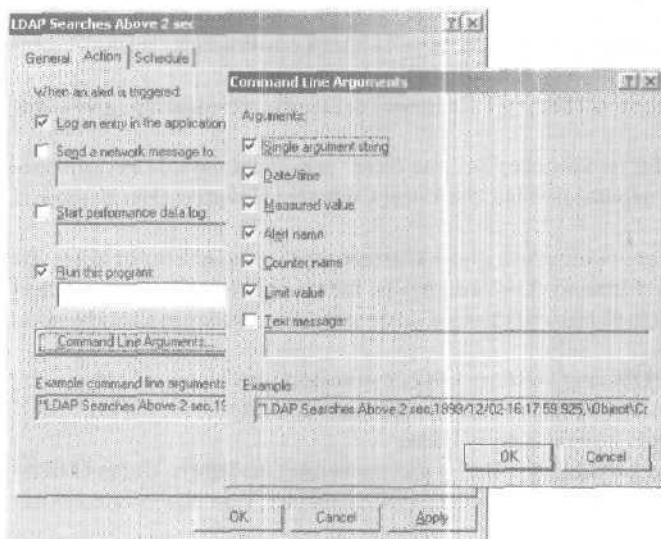 LDAP Searches Above 2 sec
General Action Schedule
When an alert is triggered:
Log an entry in the application
Send a network message to:
Start performance data log:
Run this program:
Command Line Arguments...
Example command line arguments
"LDAP Searches Above 2 sec,19
OK Cancel Apply
Command Line Arguments
Arguments:
Single argument string
Date/time
Measured value
Alert name
Counter name
Limit value
Text message:
Example:
"LDAP Searches Above 2 sec,1993/12/02-16:17:59.925,\Object\Cr
OK Cancel